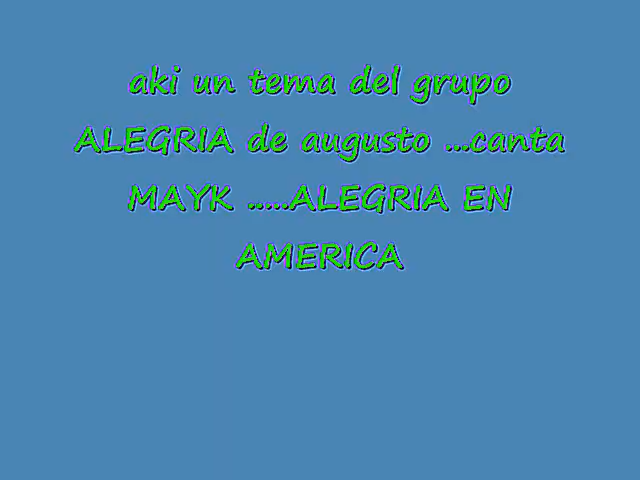 aki un tema del grupo
ALEGRIA de augusto ...canta
MAYK .....ALEGRIA EN
AMERICA